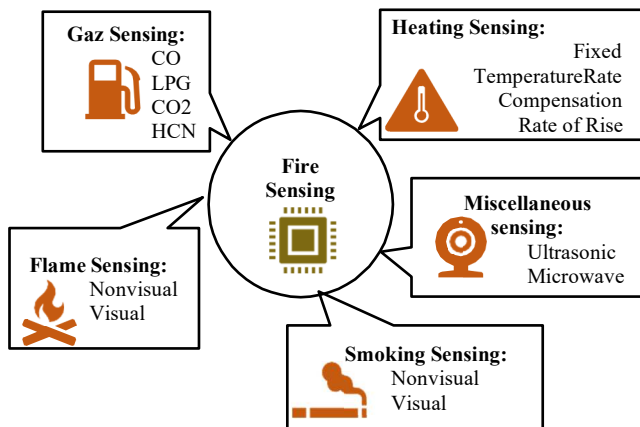 Gaz Sensing:
CO
LPG
CO2
HCN
Heating Sensing:
Fixed
TemperatureRate
Compensation
Rate of Rise
Fire
Sensing
Miscellaneous
sensing:
Ultrasonic
Microwave
Flame Sensing:
Nonvisual
Visual
Smoking Sensing:
Nonvisual
Visual